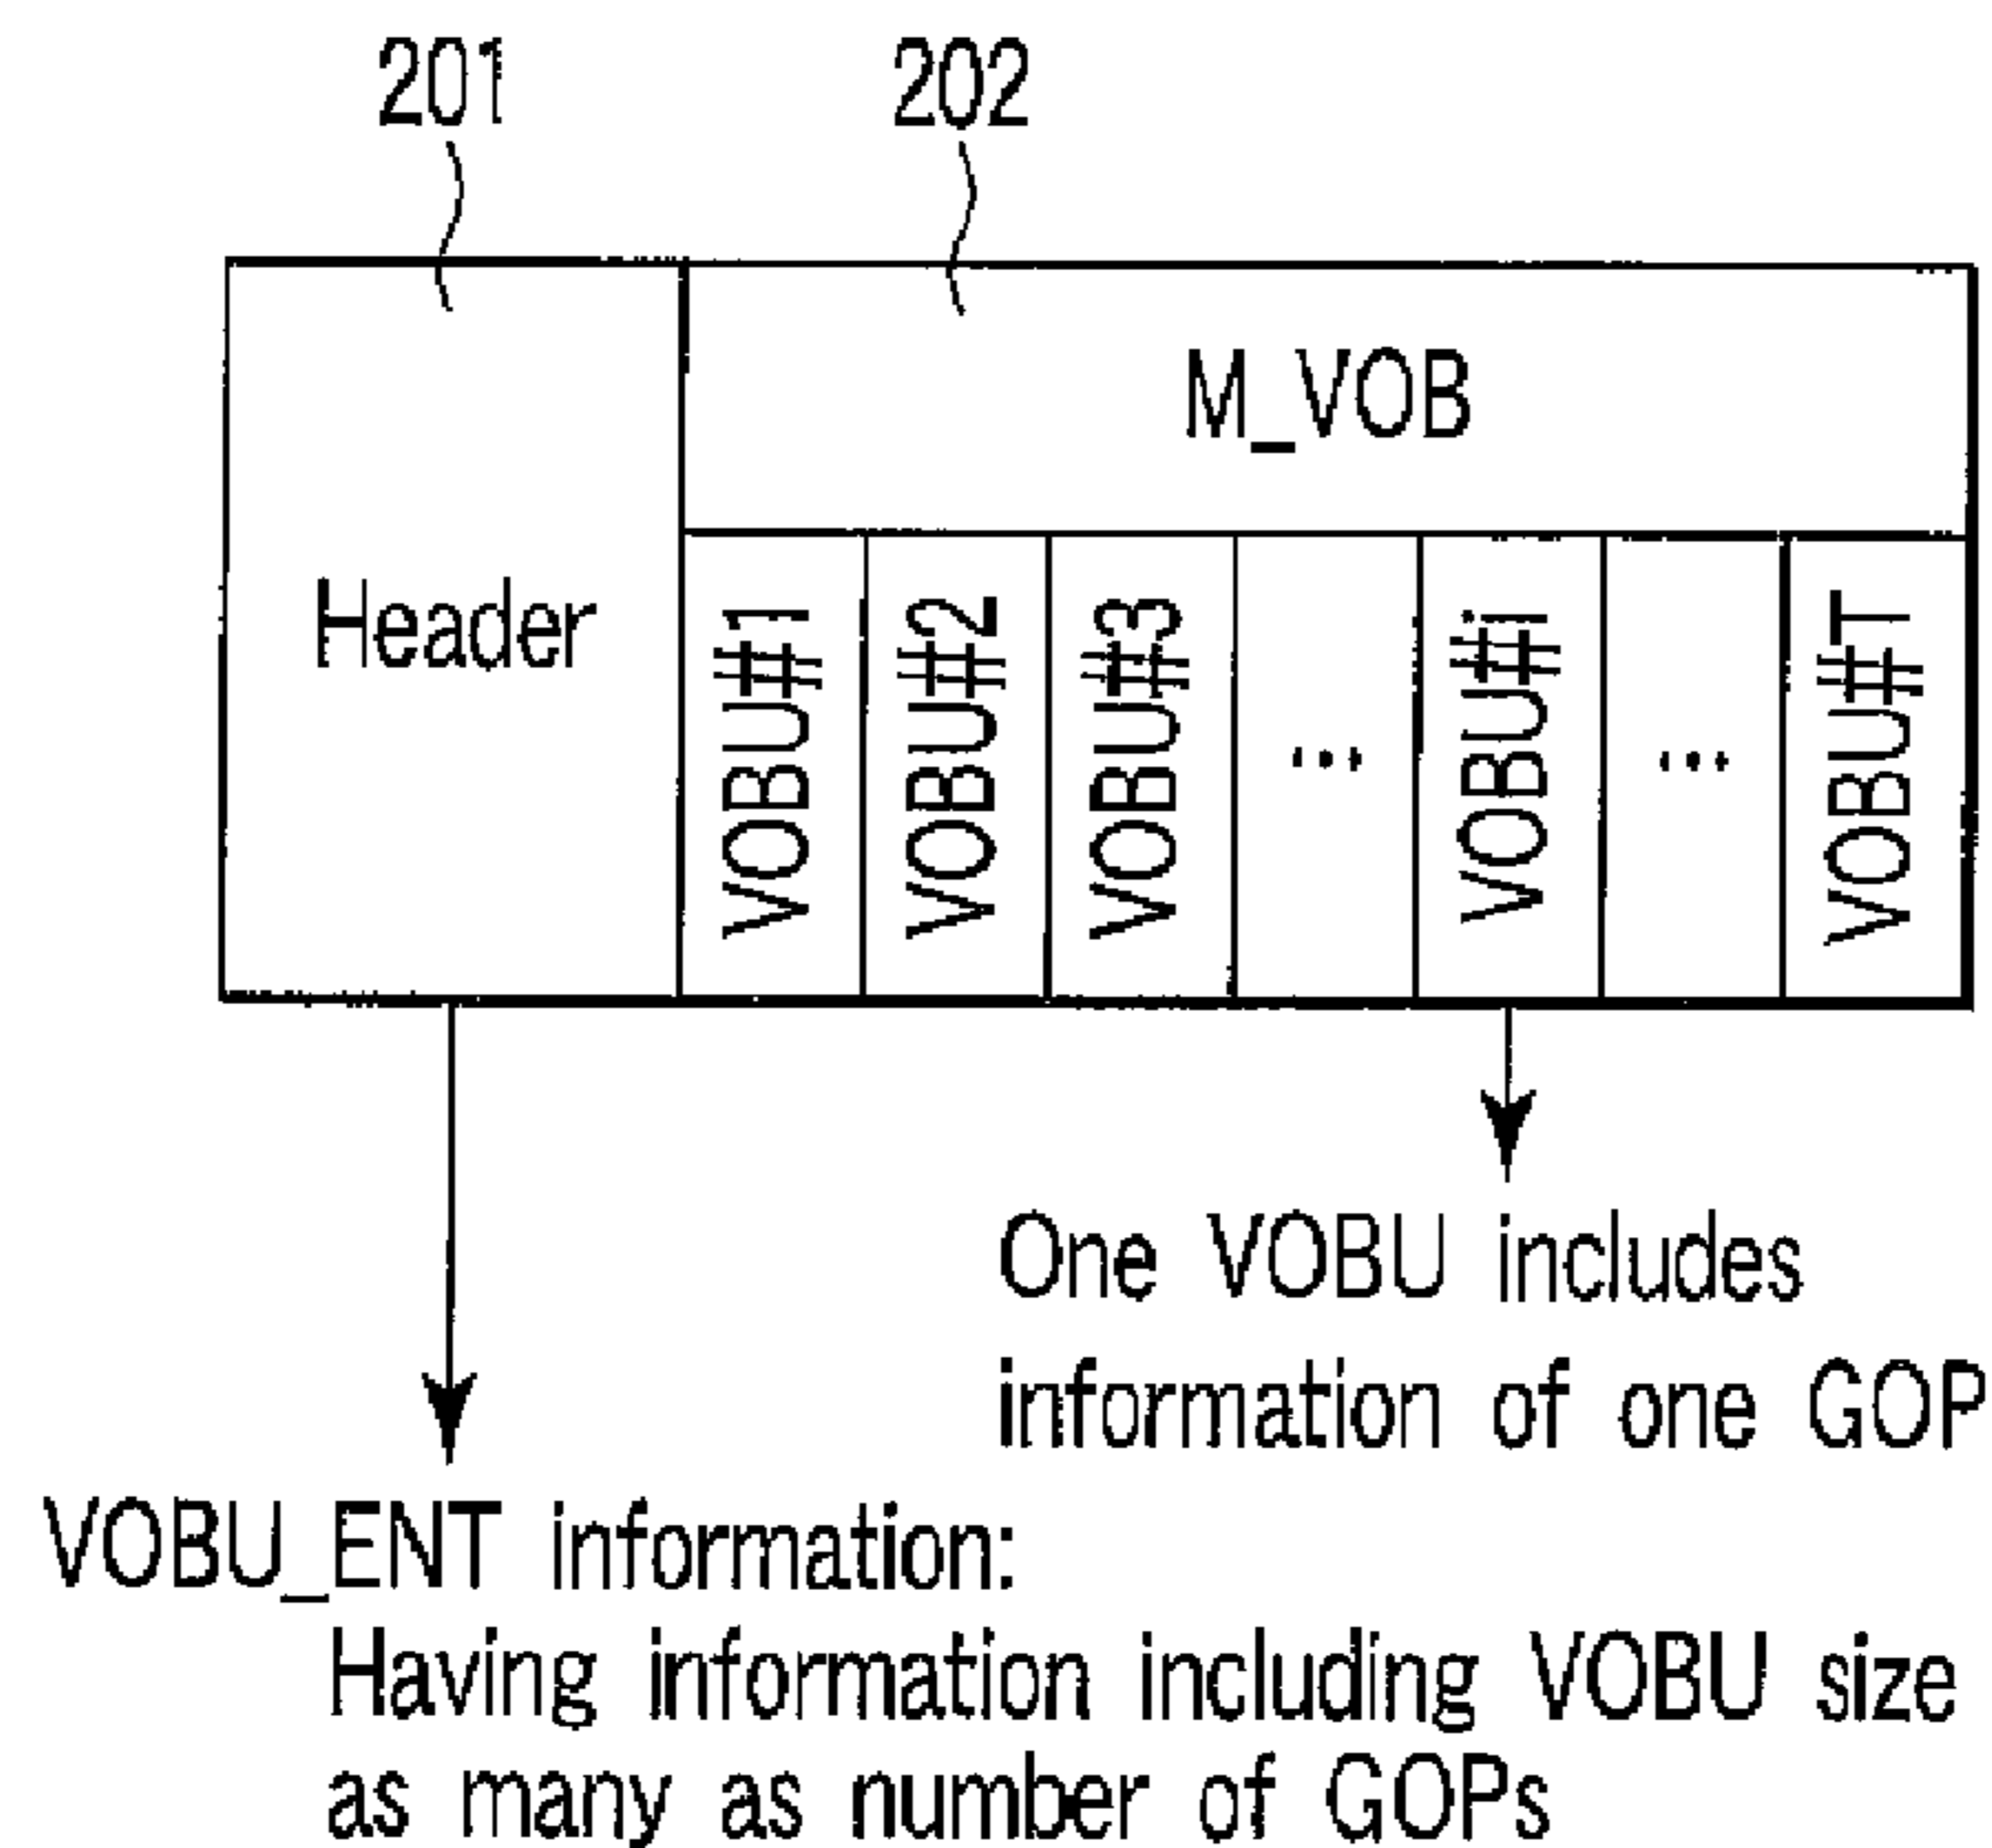 201
202
M_VOB
Header
VOBU#1
VOBU#2
VOBU#3
...
VOBU#i
...
VOBU#T
One VOBU includes
information of one GOP
VOBU_ENT information:
Having information including VOBU size
as many as number of GOPs